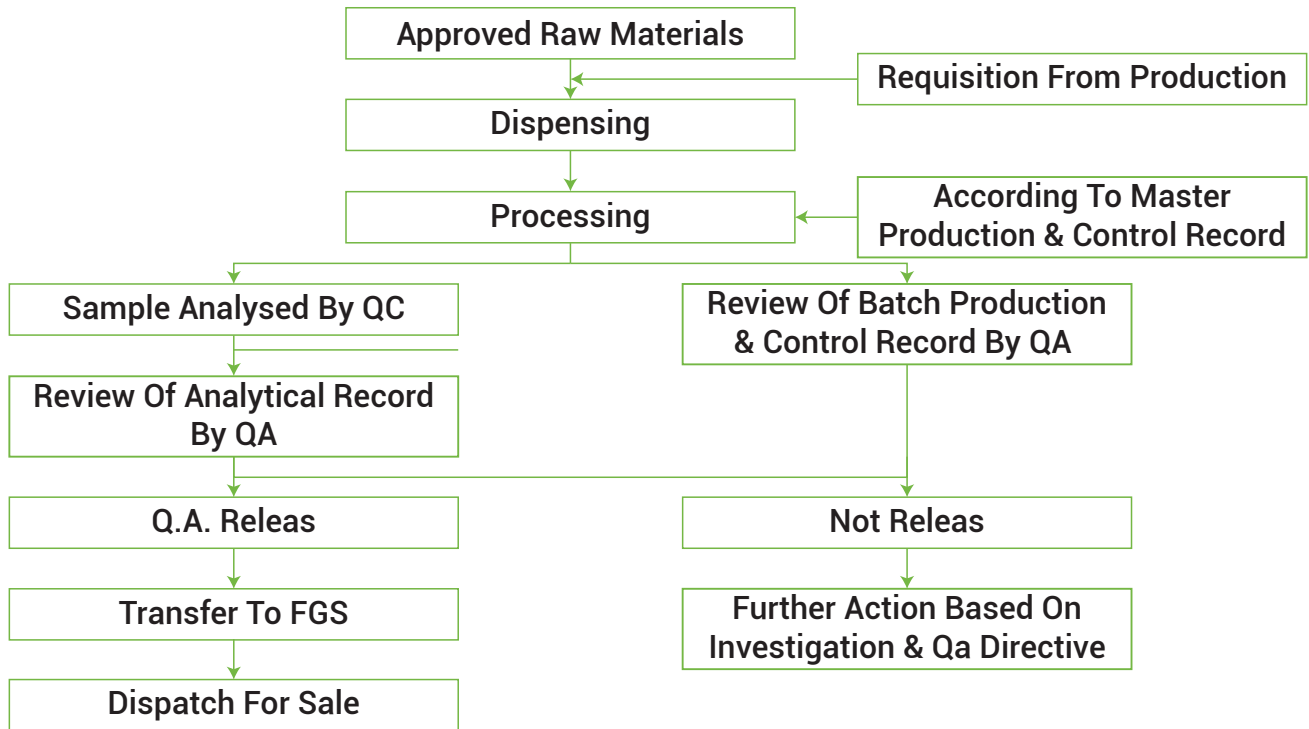 Approved Raw Materials
Requisition From Production
Dispensing
According To Master
Production & Control Record
Processing
Sample Analysed By QC
Review Of Batch Production
& Control Record By QA
Review Of Analytical Record
By QA
Q.A. Releas
Not Releas
Transfer To FGS
Further Action Based On
Investigation & Qa Directive
Dispatch For Sale